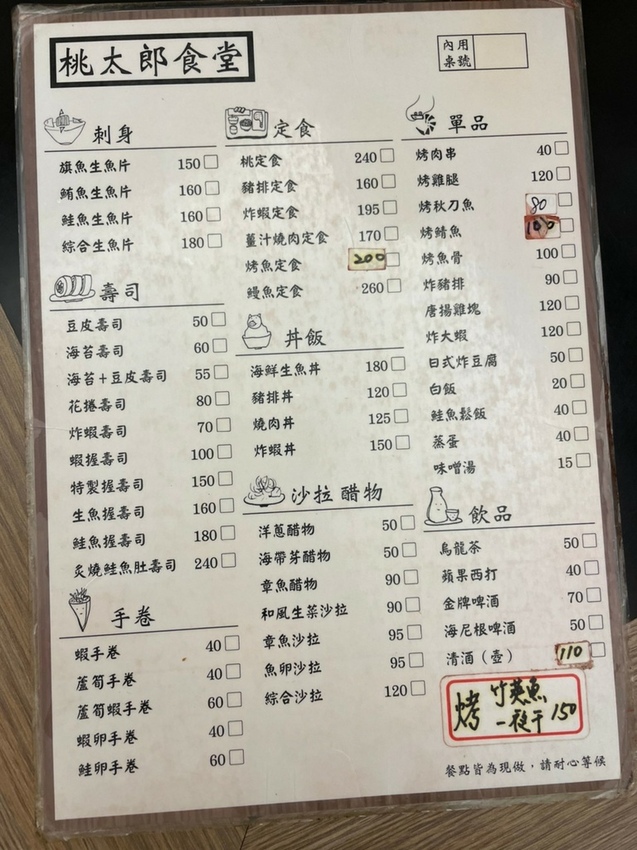 桃太郎食堂
內用桌號
刺身
旗魚生魚片 150
鮪魚生魚片 160
鮭魚生魚片 160
綜合生魚片 180
壽司
豆皮壽司 50
海苔壽司 60
海苔+豆皮壽司 55
花捲壽司 80
炸蝦壽司 70
蝦握壽司 100
特製握壽司 150
生魚握壽司 160
鮭魚握壽司 180
炙燒鮭魚肚壽司 240
手卷
蝦手卷 40
蘆筍手卷 40
蘆筍蝦手卷 60
蝦卵手卷 40
鮭卵手卷 60
定食
桃定食 240
豬排定食 160
炸蝦定食 195
薑汁燒肉定食 170
烤魚定食 200
鰻魚定食 260
丼飯
海鮮生魚丼 180
豬排丼 120
燒肉丼 125
炸蝦丼 150
沙拉 醋物
洋蔥醋物 50
海帶芽醋物 50
章魚醋物 90
和風生菜沙拉 90
章魚沙拉 95
魚卵沙拉 95
綜合沙拉 120
單品
烤肉串 40
烤雞腿 120
烤秋刀魚 80
烤鯖魚 100
烤魚骨 100
炸豬排 90
唐揚雞塊 120
炸大蝦 120
日式炸豆腐 50
白飯 20
鮭魚鬆飯 40
蒸蛋 40
味噌湯 15
飲品
烏龍茶 50
蘋果西打 40
金牌啤酒 70
海尼根啤酒 50
清酒(壺) 110
烤 竹莢魚
一夜干 150
餐點皆為現做，請耐心等候